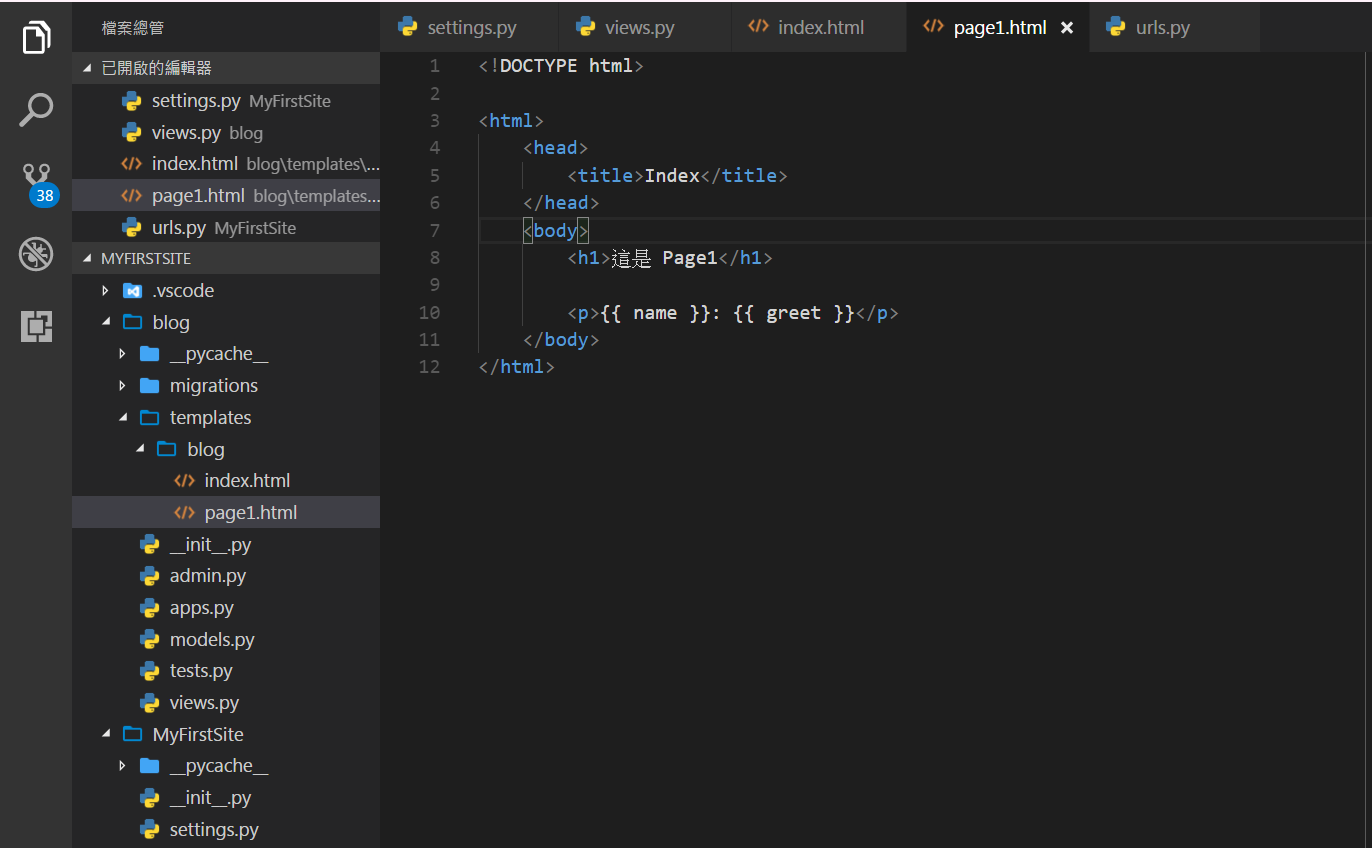 檔案總管
已開啟的編輯器
settings.py MyFirstSite
views.py blog
index.html blog\templates\...
page1.html blog\templates...
urls.py MyFirstSite
38
MYFIRSTSITE
.vscode
blog
__pycache__
migrations
templates
blog
index.html
page1.html
__init__.py
admin.py
apps.py
models.py
tests.py
views.py
MyFirstSite
__pycache__
__init__.py
settings.py
settings.py views.py index.html page1.html urls.py
1 <!DOCTYPE html>
2
3 <html>
4 <head>
5 <title>Index</title>
6 </head>
7 <body>
8 <h1>這是 Page1</h1>
9
10 <p>{{ name }}: {{ greet }}</p>
11 </body>
12 </html>